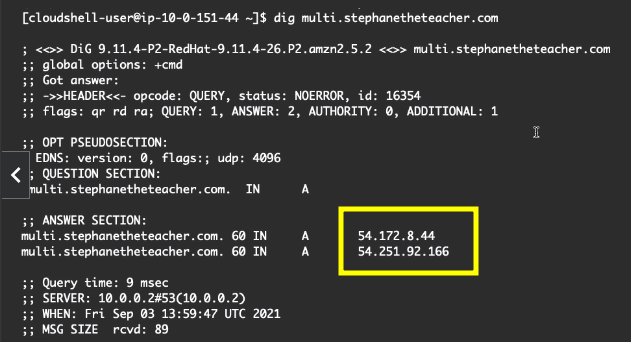 [cloudshell-user@ip-10-0-151-44 ~]$ dig multi.stephanetheteacher.com
; <<>> DiG 9.11.4-P2-RedHat-9.11.4-26.P2.amzn2.5.2 <<>> multi.stephanetheteacher.com
;; global options: +cmd
;; Got answer:
;; ->>HEADER<<- opcode: QUERY, status: NOERROR, id: 16354
;; flags: qr rd ra; QUERY: 1, ANSWER: 2, AUTHORITY: 0, ADDITIONAL: 1
;; OPT PSEUDOSECTION:
EDNS: version: 0, flags:; udp: 4096
; QUESTION SECTION:
multi.stephanetheteacher.com. IN A
;; ANSWER SECTION:
multi.stephanetheteacher.com. 60 IN A 54.172.8.44
multi.stephanetheteacher.com. 60 IN A 54.251.92.166
;; Query time: 9 msec
;; SERVER: 10.0.0.2#53(10.0.0.2)
;; WHEN: Fri Sep 03 13:59:47 UTC 2021
;; MSG SIZE rcvd: 89